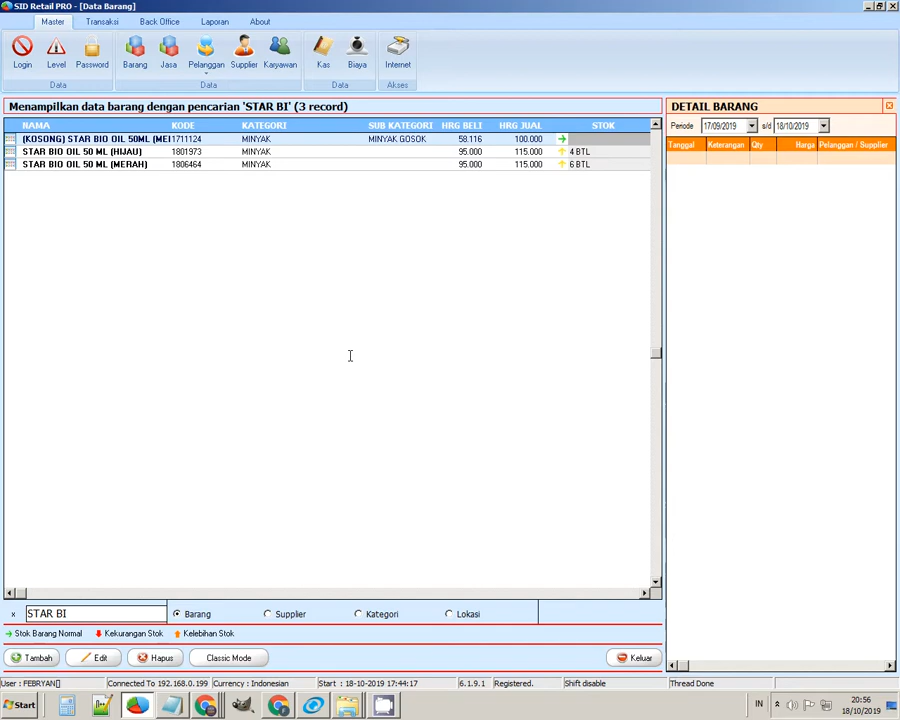 SID Retail PRO - [Data Barang]
Master Transaksi Back Office Laporan About
Login Level Password Barang Jasa Pelanggan Supplier Karyawan Kas Biaya Internet
Data Data Data Akses
Menampilkan data barang dengan pencarian 'STAR BI' (3 record)
NAMA KODE KATEGORI SUB KATEGORI HRG BELI HRG JUAL STOK
(KOSONG) STAR BIO OIL 50ML (MEI 1711124 MINYAK MINYAK GOSOK 58.116 100.000
STAR BIO OIL 50 ML (HIJAU) 1801973 MINYAK 95.000 115.000 4 BTL
STAR BIO OIL 50 ML (MERAH) 1806464 MINYAK 95.000 115.000 6 BTL
DETAIL BARANG
Periode 17/09/2019 s/d 18/10/2019
Tanggal Keterangan Qty Harga Pelanggan / Supplier
x STAR BI Barang Supplier Kategori Lokasi
Stok Barang Normal Kekurangan Stok Kelebihan Stok
Tambah Edit Hapus Classic Mode Keluar
User : FEBRYAN[] Connected To 192.168.0.199 Currency : Indonesian Start : 18-10-2019 17:44:17 6.1.9.1 Registered. Shift disable Thread Done
Start IN 20:56
18/10/2019